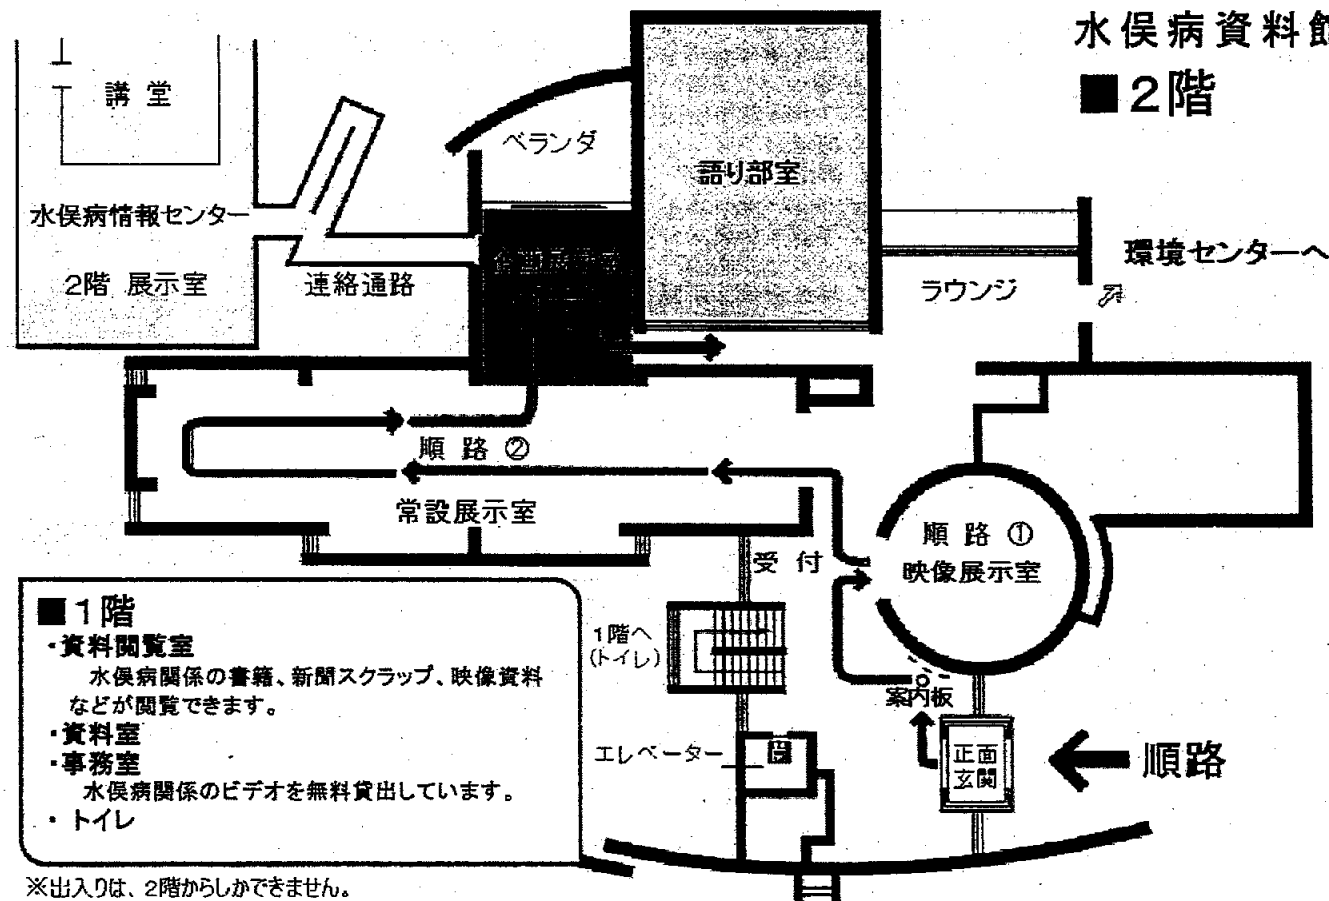 水俣病資料館
■2階
講堂
ベランダ
語り部室
水俣病情報センター
2階 展示室
連絡通路
ラウンジ
環境センターへ
順路②
常設展示室
順路①
映像展示室
受付
1階へ
(トイレ)
案内板
エレベーター
正面
玄関
順路
■1階
・資料閲覧室
水俣病関係の書籍、新聞スクラップ、映像資料
などが閲覧できます。
・資料室
・事務室
水俣病関係のビデオを無料貸出しています。
・トイレ
※出入りは、2階からしかできません。